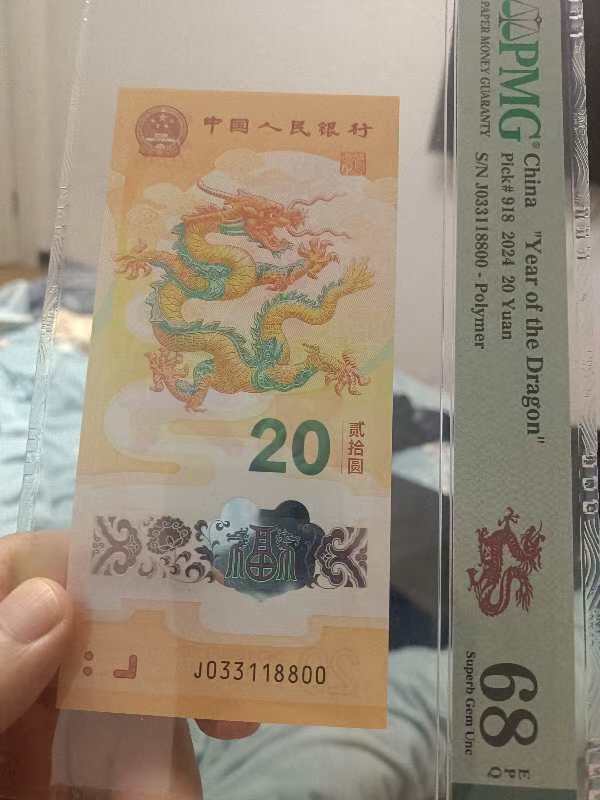 中国人民银行
20
贰拾圆
J033118800
PMG®
PAPER MONEY GUARANTY
China "Year of the Dragon"
Pick# 918 2024 20 Yuan
S/N J033118800 - Polymer
68 EPQ
Superb Gem Unc